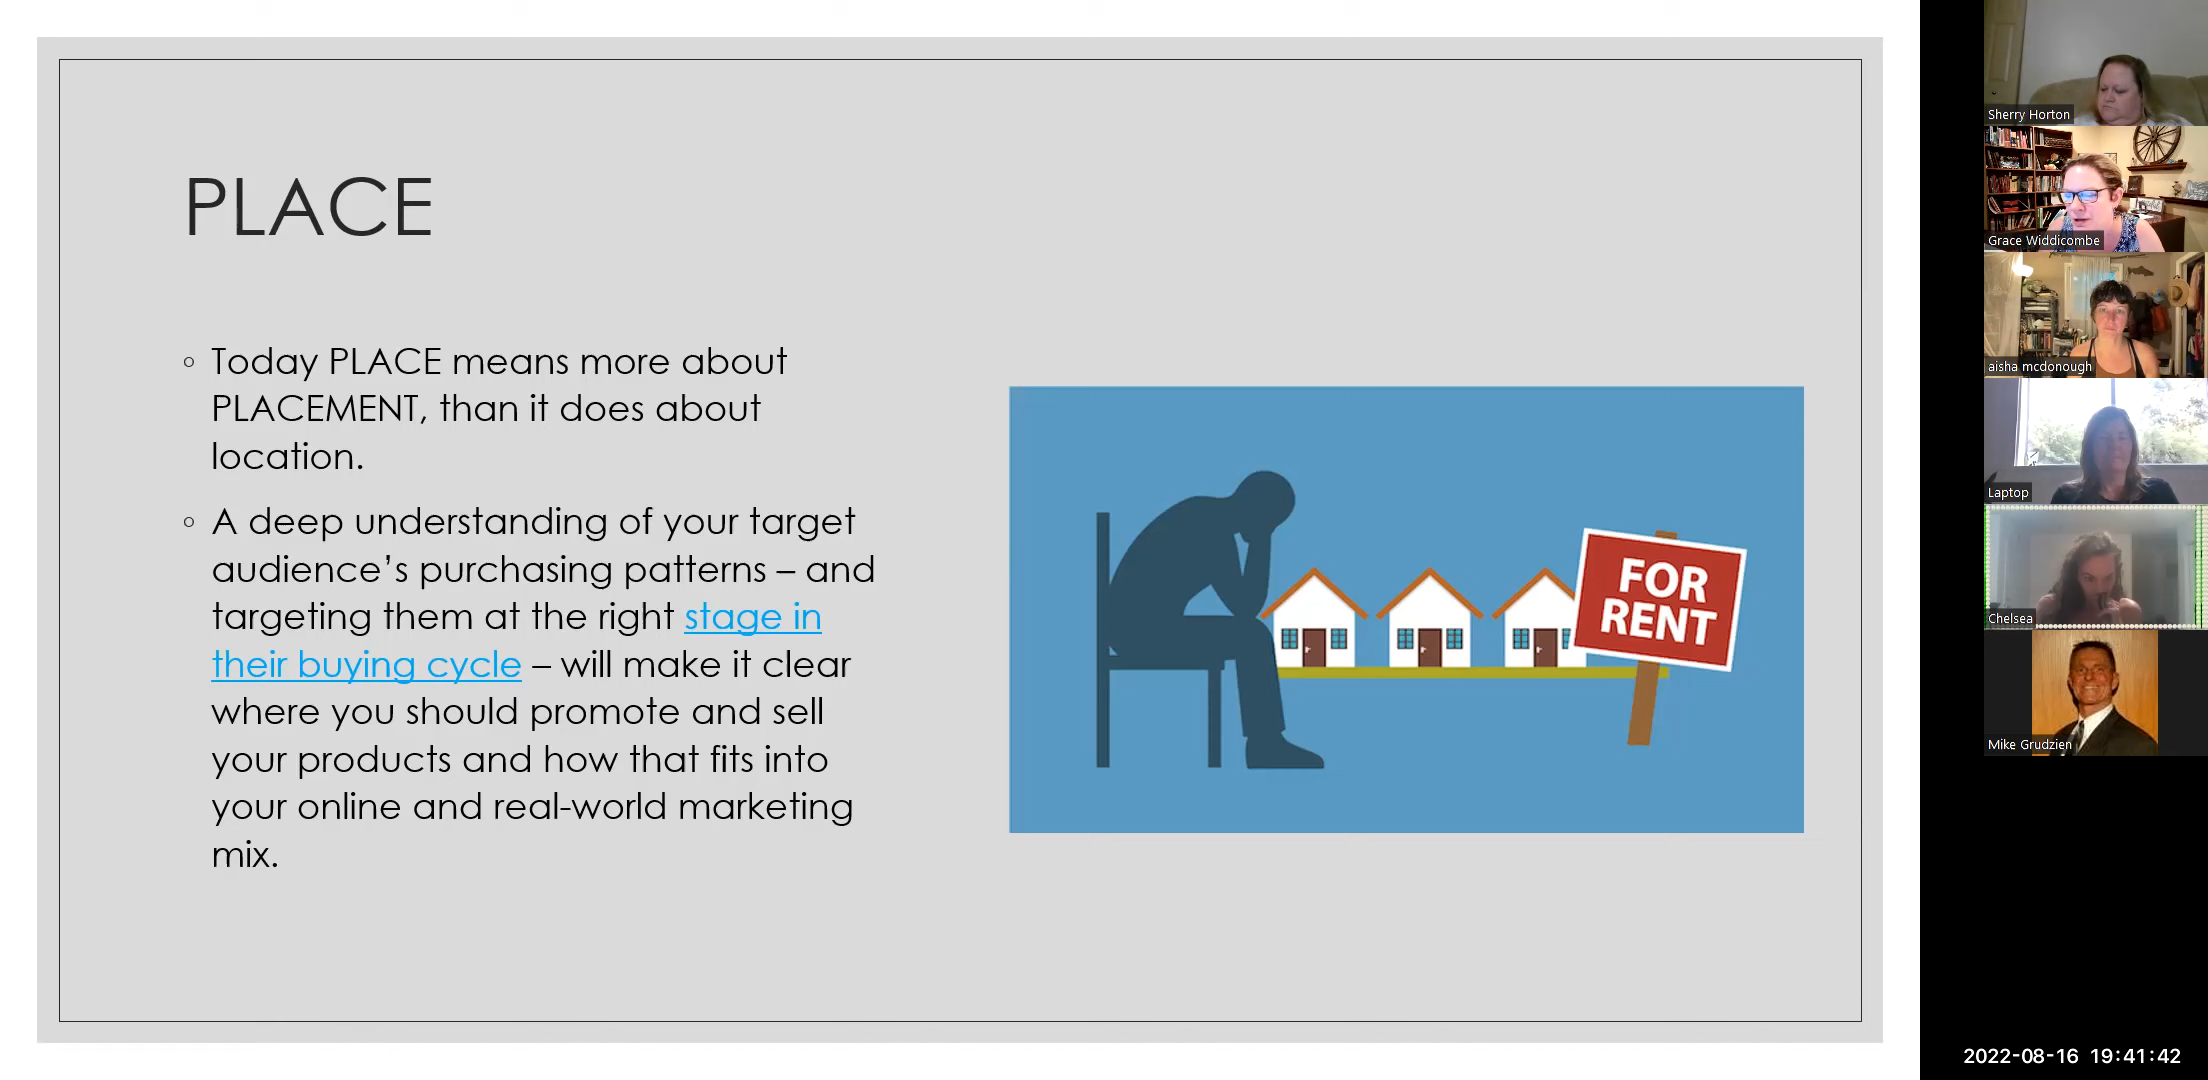 PLACE
◦ Today PLACE means more about
PLACEMENT, than it does about
location.
◦ A deep understanding of your target
audience’s purchasing patterns – and
targeting them at the right stage in
their buying cycle – will make it clear
where you should promote and sell
your products and how that fits into
your online and real-world marketing
mix.
FOR
RENT
Sherry Horton
Grace Widdicombe
aisha mcdonough
Laptop
Chelsea
Mike Grudzien
2022-08-16 19:41:42